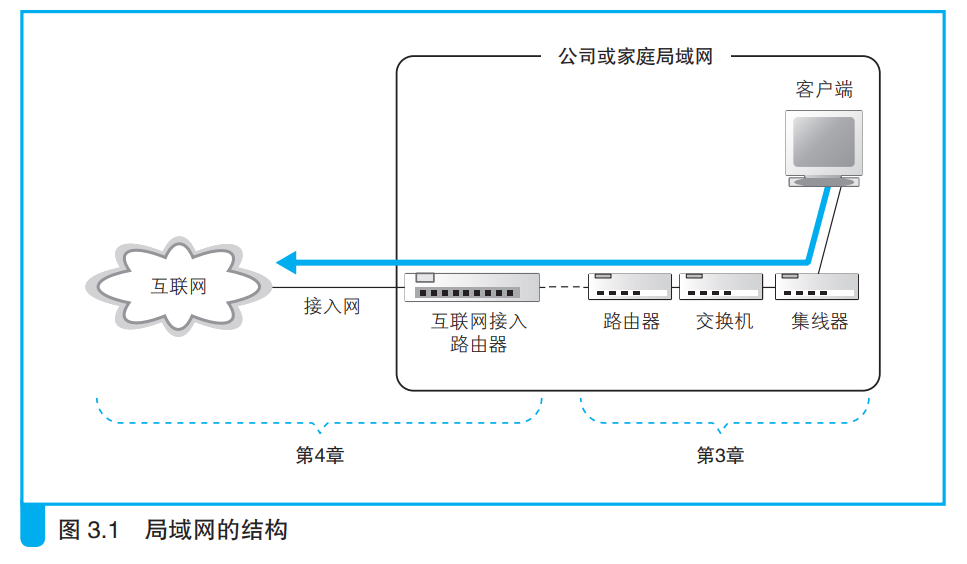 公司或家庭局域网
客户端
互联网
接入网
互联网接入
路由器
路由器
交换机
集线器
第4章
第3章
图 3.1 局域网的结构